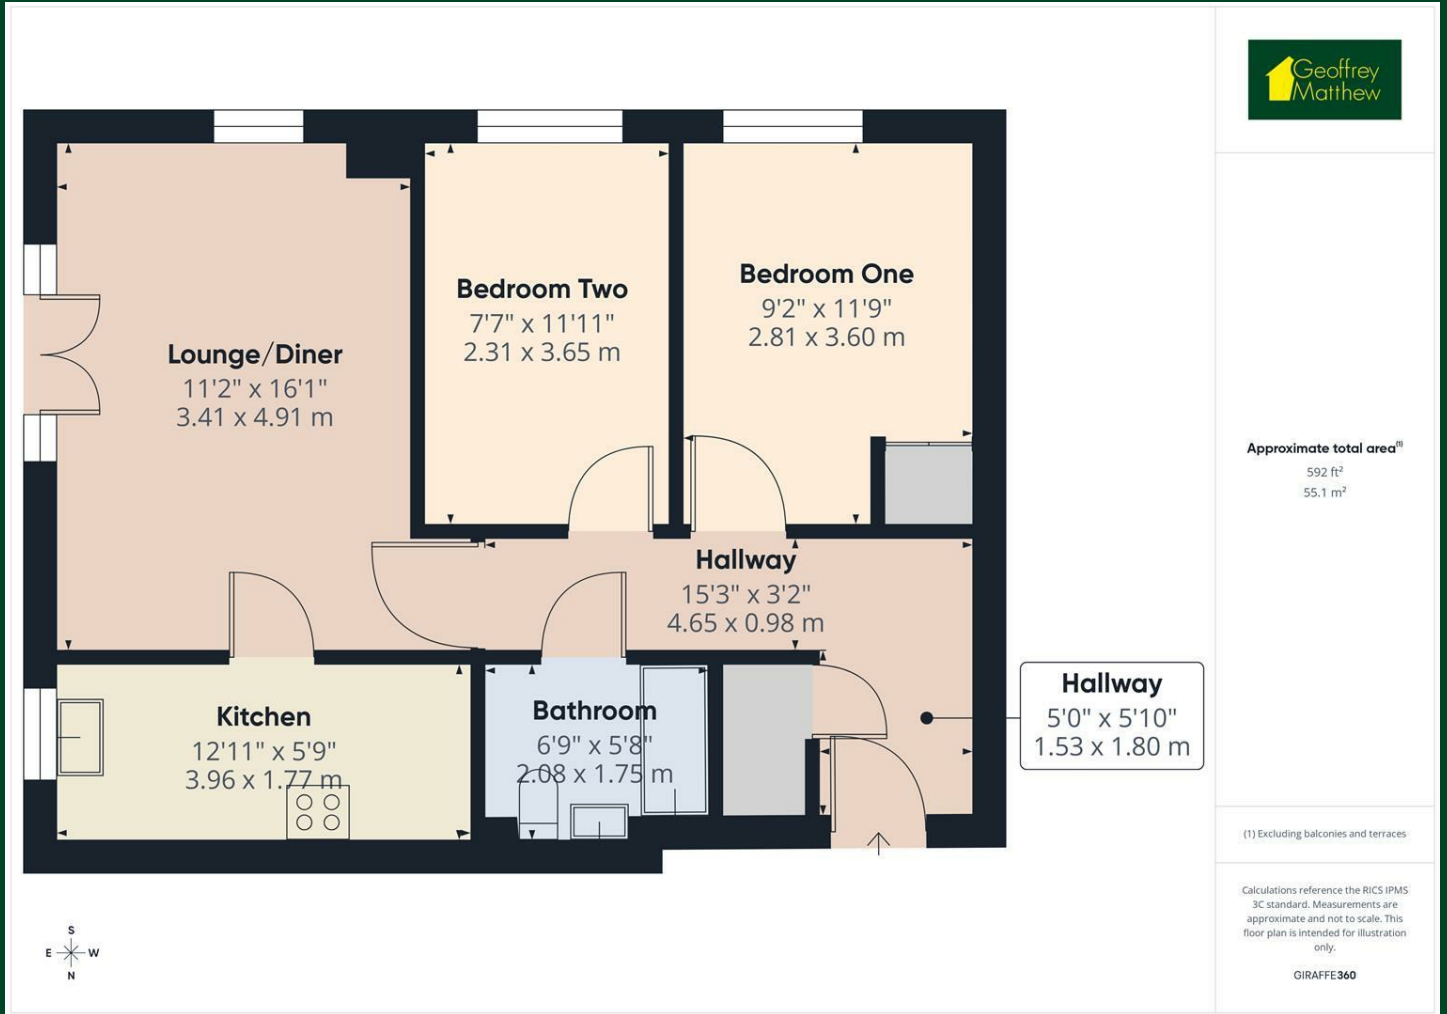 Geoffrey
Matthew
Bedroom Two
7'7" x 11'11"
2.31 x 3.65 m
Bedroom One
9'2" x 11'9"
2.81 x 3.60 m
Lounge/Diner
11'2" x 16'1"
3.41 x 4.91 m
Hallway
15'3" x 3'2"
4.65 x 0.98 m
Kitchen
12'11" x 5'9"
3.96 x 1.77 m
Bathroom
6'9" x 5'8"
2.08 x 1.75 m
Hallway
5'0" x 5'10"
1.53 x 1.80 m
S
E W
N
Approximate total area(1)
592 ft²
55.1 m²
(1) Excluding balconies and terraces
Calculations reference the RICS IPMS
3C standard. Measurements are
approximate and not to scale. This
floor plan is intended for illustration
only.
GIRAFFE360